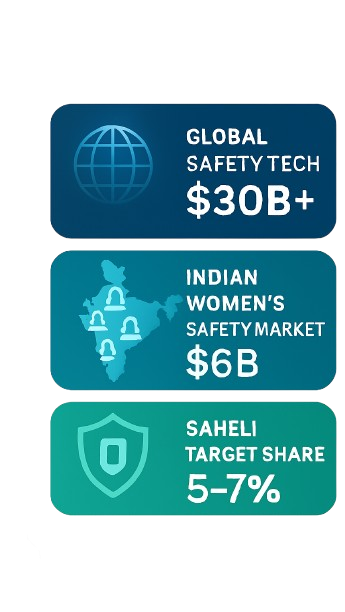 GLOBAL
SAFETY TECH
$30B+
INDIAN
WOMEN'S
SAFETY MARKET
$6B
SAHELI
TARGET SHARE
5–7%